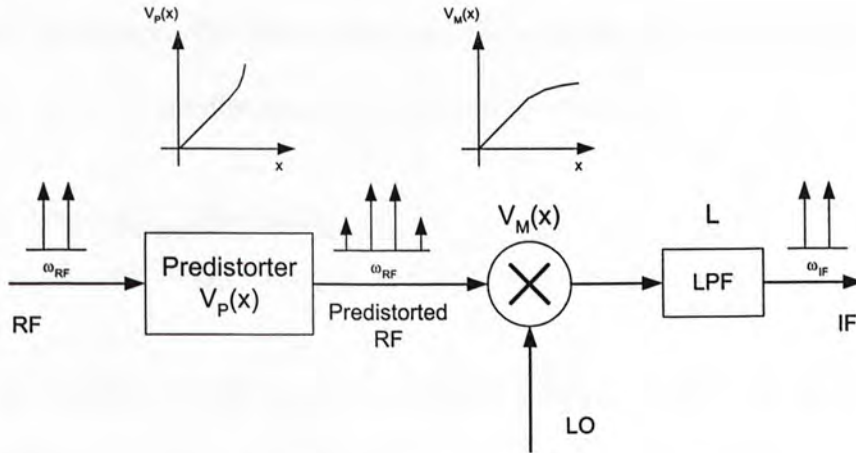 V_P(x)
x
V_M(x)
x
ω_RF
RF
Predistorter
V_P(x)
ω_RF
Predistorted
RF
V_M(x)
LO
L
LPF
ω_IF
IF